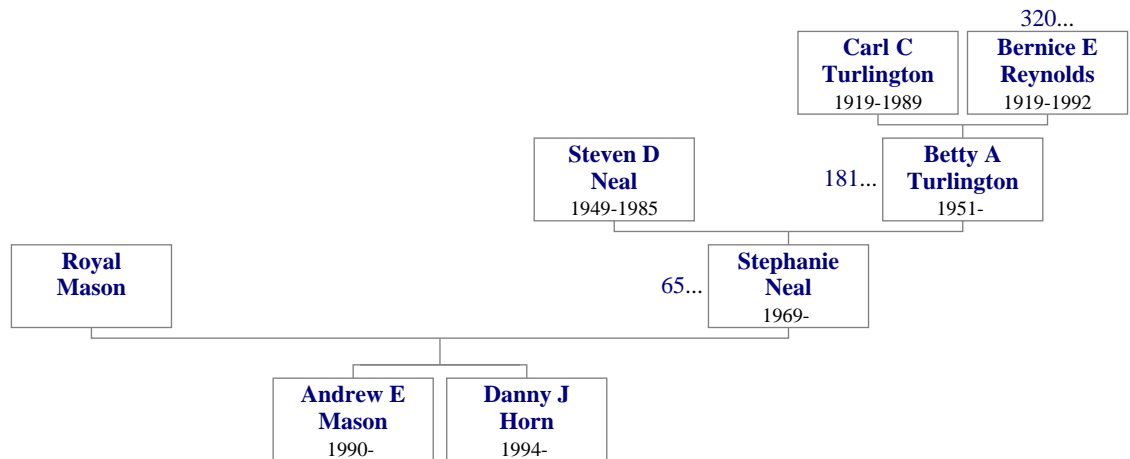 320...
Carl C
Turlington
1919-1989
Bernice E
Reynolds
1919-1992
Steven D
Neal
1949-1985
181...
Betty A
Turlington
1951-
Royal
Mason
65...
Stephanie
Neal
1969-
Andrew E
Mason
1990-
Danny J
Horn
1994-